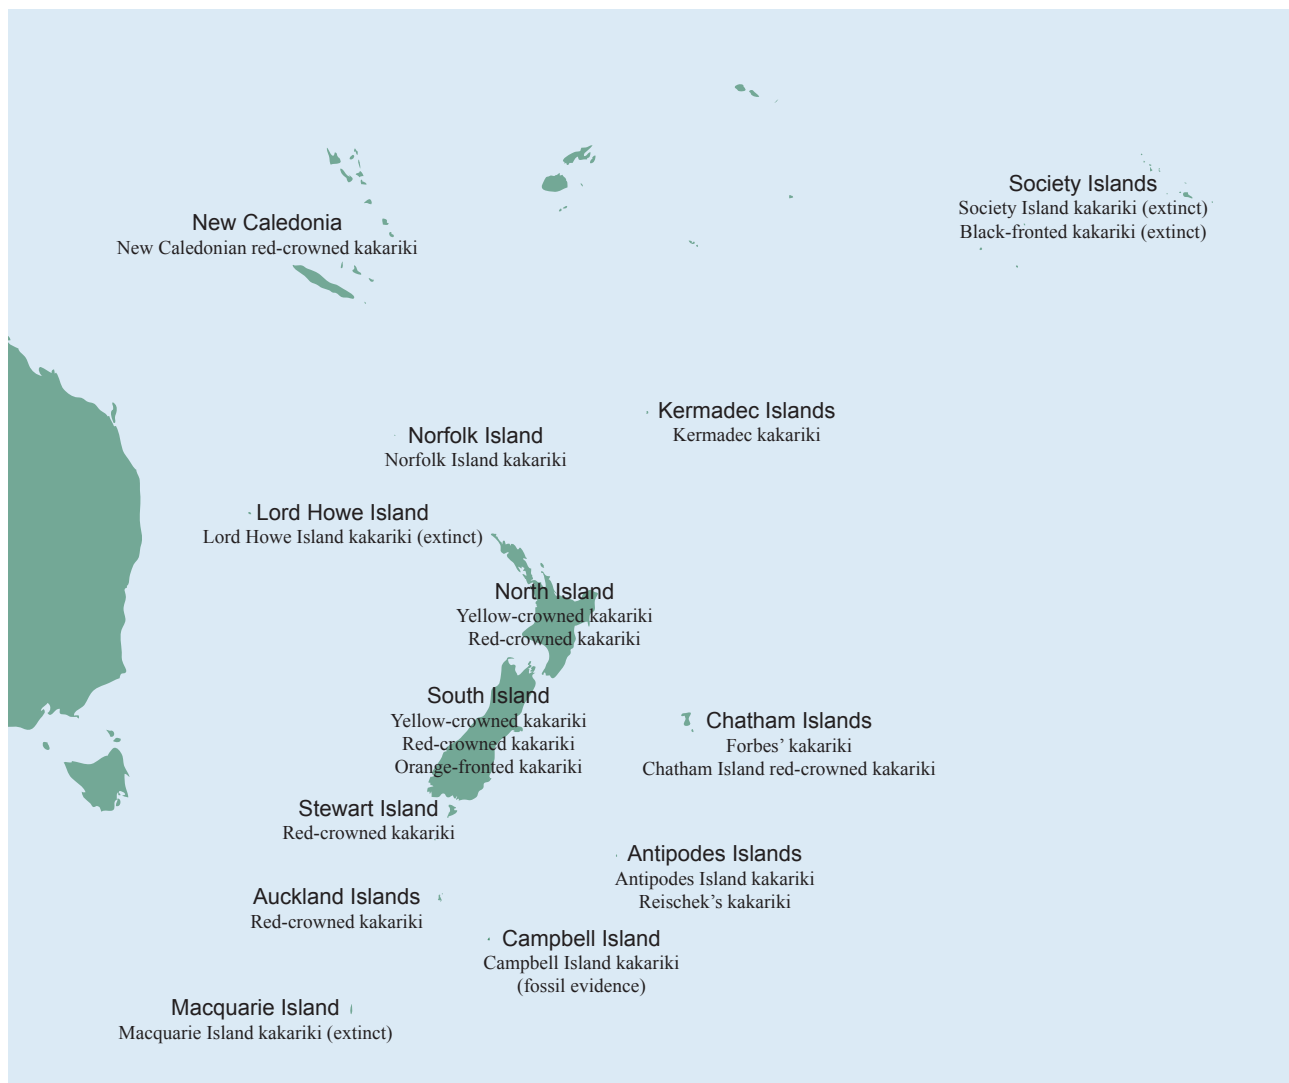 Society Islands
Society Island kakariki (extinct)
Black-fronted kakariki (extinct)
New Caledonia
New Caledonian red-crowned kakariki
Kermadec Islands
Kermadec kakariki
Norfolk Island
Norfolk Island kakariki
Lord Howe Island
Lord Howe Island kakariki (extinct)
North Island
Yellow-crowned kakariki
Red-crowned kakariki
South Island
Yellow-crowned kakariki
Red-crowned kakariki
Orange-fronted kakariki
Chatham Islands
Forbes’ kakariki
Chatham Island red-crowned kakariki
Stewart Island
Red-crowned kakariki
Antipodes Islands
Antipodes Island kakariki
Reischek’s kakariki
Auckland Islands
Red-crowned kakariki
Campbell Island
Campbell Island kakariki
(fossil evidence)
Macquarie Island
Macquarie Island kakariki (extinct)